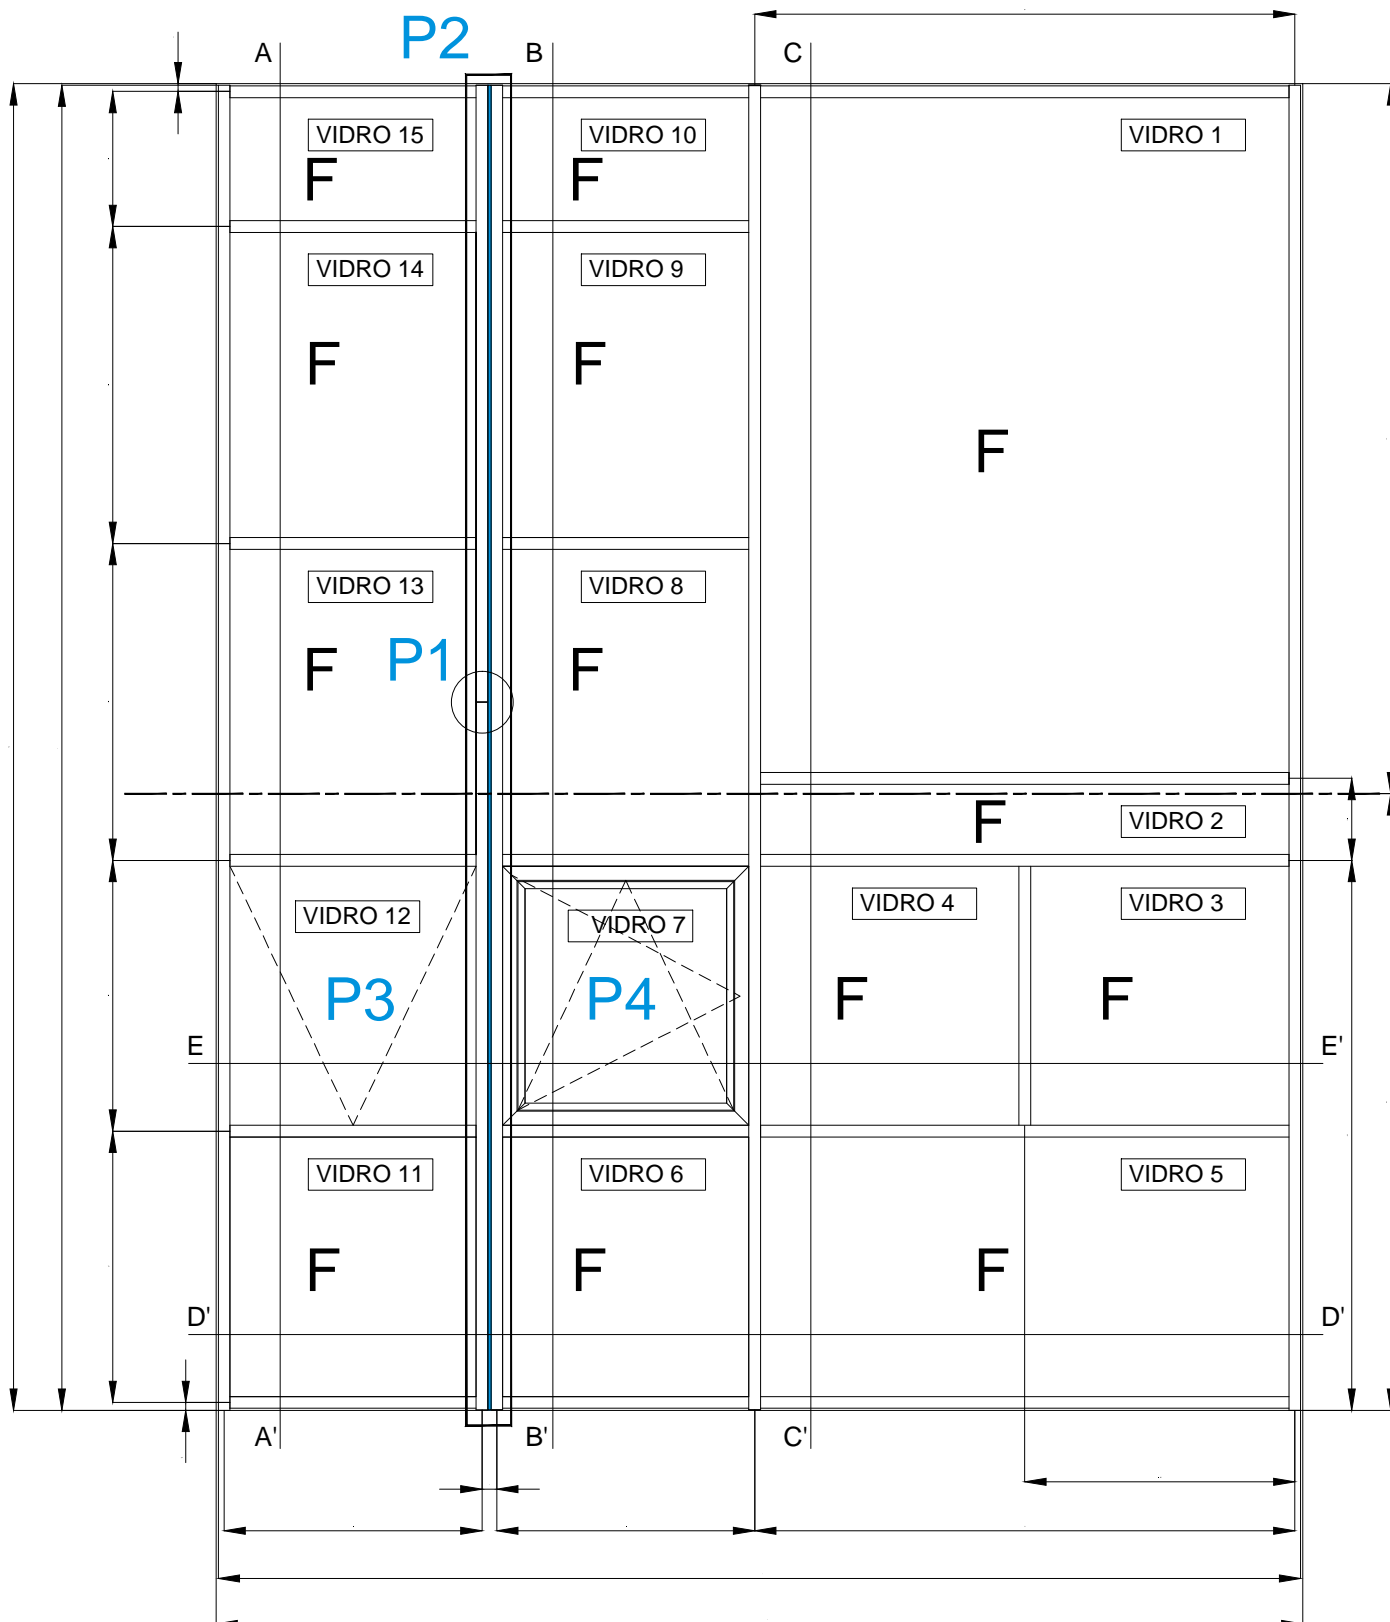 P2
A B C
VIDRO 15 VIDRO 10 VIDRO 1
F F
VIDRO 14 VIDRO 9
F F
F
VIDRO 13 VIDRO 8
P1
F F
F VIDRO 2
VIDRO 12 VIDRO 7 VIDRO 4 VIDRO 3
P3 P4 F F
E E'
VIDRO 11 VIDRO 6 VIDRO 5
F F F
D' D'
A' B' C'